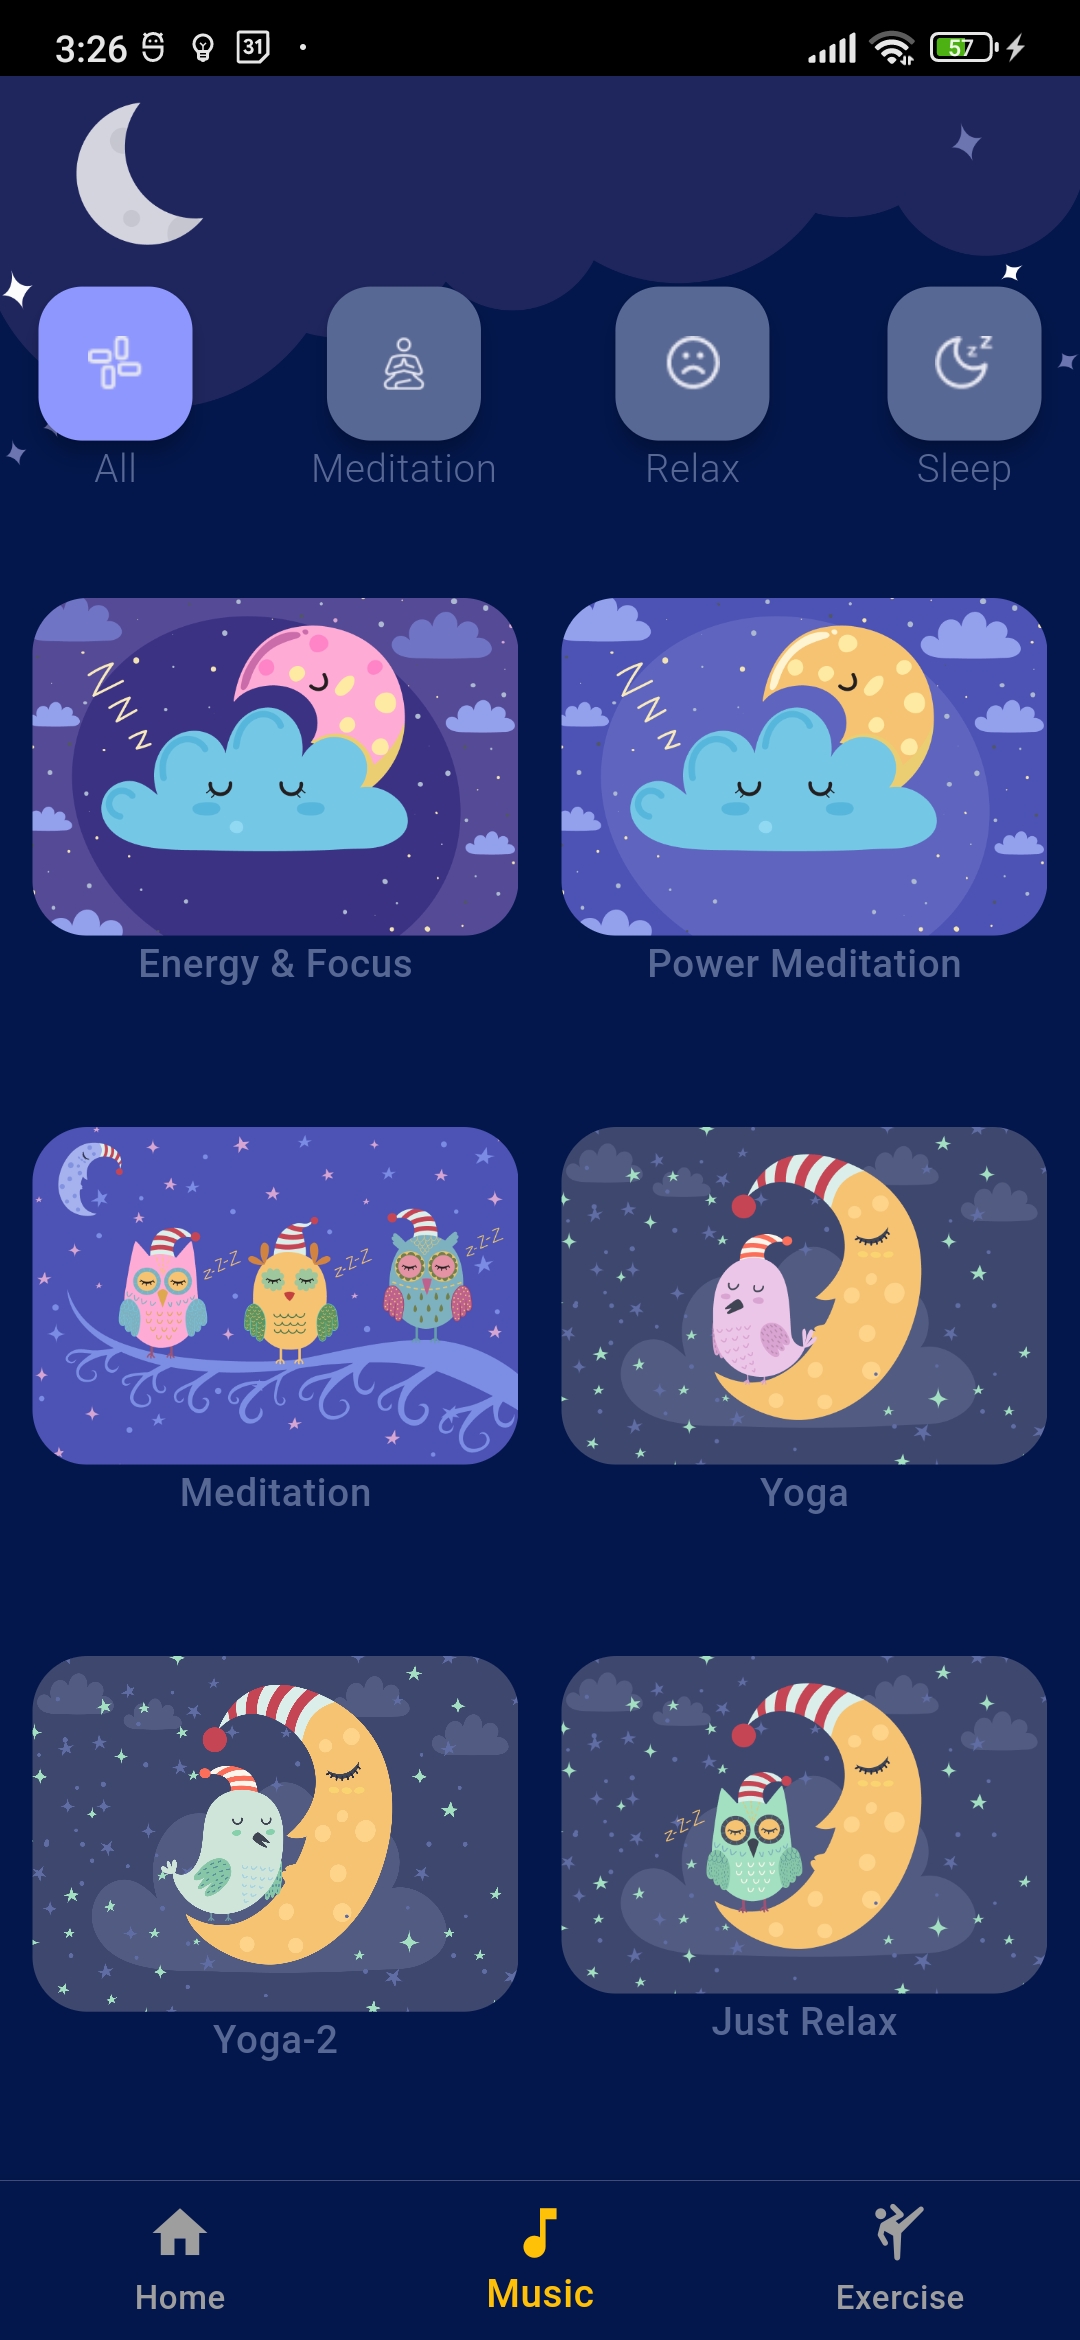 3:26 31 57
All Meditation Relax Sleep
Z Z Z Z
Z Z Z Z
Energy & Focus Power Meditation
z-Z-Z z-Z-Z z-Z-Z
Meditation Yoga
z-Z-Z
Yoga-2 Just Relax
Home Music Exercise